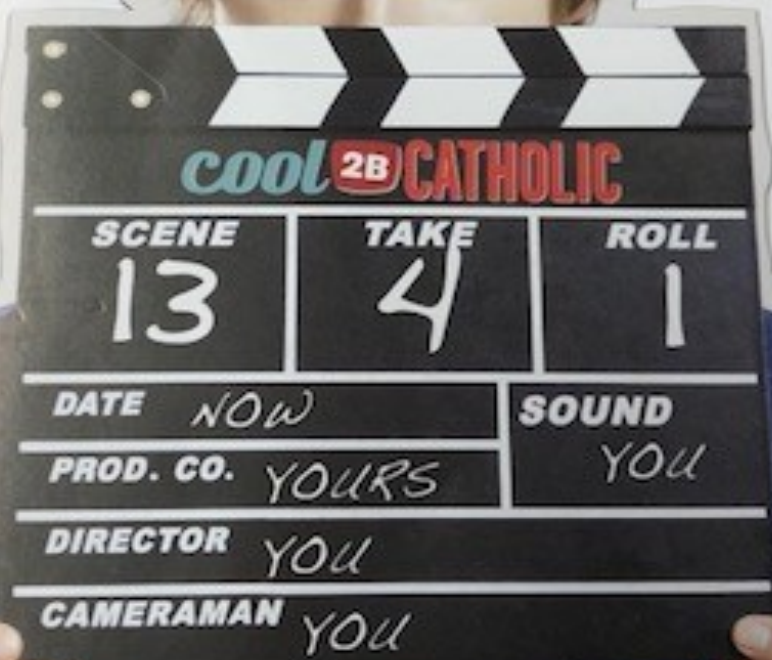 cool 2B CATHOLIC
SCENE TAKE ROLL
13 4 1
DATE NOW
SOUND
YOU
PROD. CO. YOURS
DIRECTOR YOU
CAMERAMAN YOU